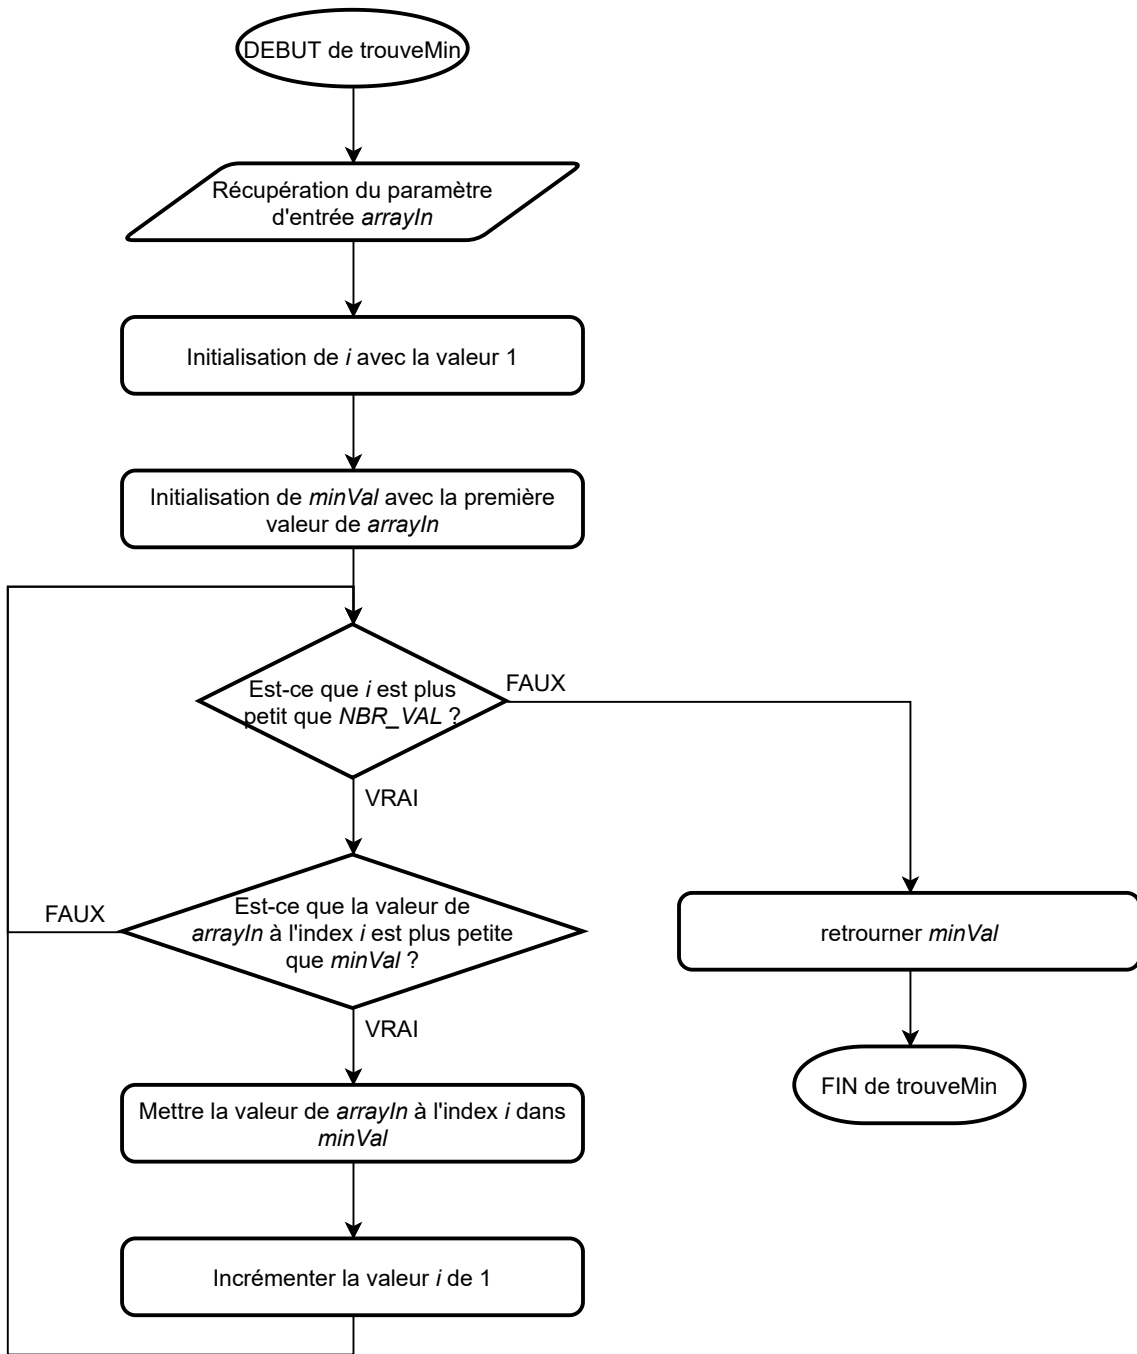 DEBUT de trouveMin
Récupération du paramètre
d'entrée arrayIn
Initialisation de i avec la valeur 1
Initialisation de minVal avec la première
valeur de arrayIn
Est-ce que i est plus
petit que NBR_VAL ?
FAUX
VRAI
Est-ce que la valeur de
arrayIn à l'index i est plus petite
que minVal ?
FAUX
VRAI
Mettre la valeur de arrayIn à l'index i dans
minVal
Incrémenter la valeur i de 1
retrourner minVal
FIN de trouveMin